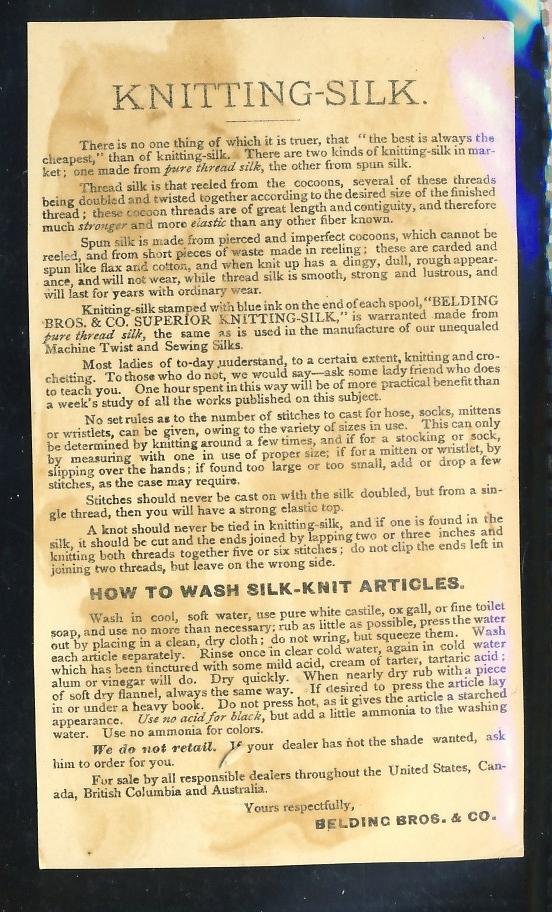 KNITTING-SILK.
There is no one thing of which it is truer, that "the best is always the
cheapest," than of knitting-silk. There are two kinds of knitting-silk in mar-
ket; one made from pure thread silk, the other from spun silk.
Thread silk is that reeled from the cocoons, several of these threads
being doubled and twisted together according to the desired size of the finished
thread; these cocoon threads are of great length and contiguity, and therefore
much stronger and more elastic than any other fiber known.
Spun silk is made from pierced and imperfect cocoons, which cannot be
reeled, and from short pieces of waste made in reeling; these are carded and
spun like flax and cotton, and when knit up has a dingy, dull, rough appear-
ance, and will not wear, while thread silk is smooth, strong and lustrous, and
will last for years with ordinary wear.
Knitting-silk stamped with blue ink on the end of each spool, "BELDING
BROS. & CO. SUPERIOR KNITTING-SILK," is warranted made from
pure thread silk, the same as is used in the manufacture of our unequaled
Machine Twist and Sewing Silks.
Most ladies of to-day understand, to a certain extent, knitting and cro-
cheting. To those who do not, we would say—ask some lady friend who does
to teach you. One hour spent in this way will be of more practical benefit than
a week's study of all the works published on this subject.
No set rules as to the number of stitches to cast for hose, socks, mittens
or wristlets, can be given, owing to the variety of sizes in use. This can only
be determined by knitting around a few times, and if for a stocking or sock,
by measuring with one in use of proper size; if for a mitten or wristlet, by
slipping over the hands; if found too large or too small, add or drop a few
stitches, as the case may require.
Stitches should never be cast on with the silk doubled, but from a sin-
gle thread, then you will have a strong elastic top.
A knot should never be tied in knitting-silk, and if one is found in the
silk, it should be cut and the ends joined by lapping two or three inches and
knitting both threads together five or six stitches; do not clip the ends left in
joining two threads, but leave on the wrong side.
HOW TO WASH SILK-KNIT ARTICLES.
Wash in cool, soft water, use pure white castile, ox gall, or fine toilet
soap, and use no more than necessary; rub as little as possible, press the water
out by placing in a clean, dry cloth; do not wring, but squeeze them. Wash
each article separately. Rinse once in clear cold water, again in cold water
which has been tinctured with some mild acid, cream of tarter, tartaric acid;
alum or vinegar will do. Dry quickly. When nearly dry rub with a piece
of soft dry flannel, always the same way. If desired to press the article lay
in or under a heavy book. Do not press hot, as it gives the article a starched
appearance. Use no acid for black, but add a little ammonia to the washing
water. Use no ammonia for colors.
We do not retail. If your dealer has not the shade wanted, ask
him to order for you.
For sale by all responsible dealers throughout the United States, Can-
ada, British Columbia and Australia.
Yours respectfully,
BELDING BROS. & CO.